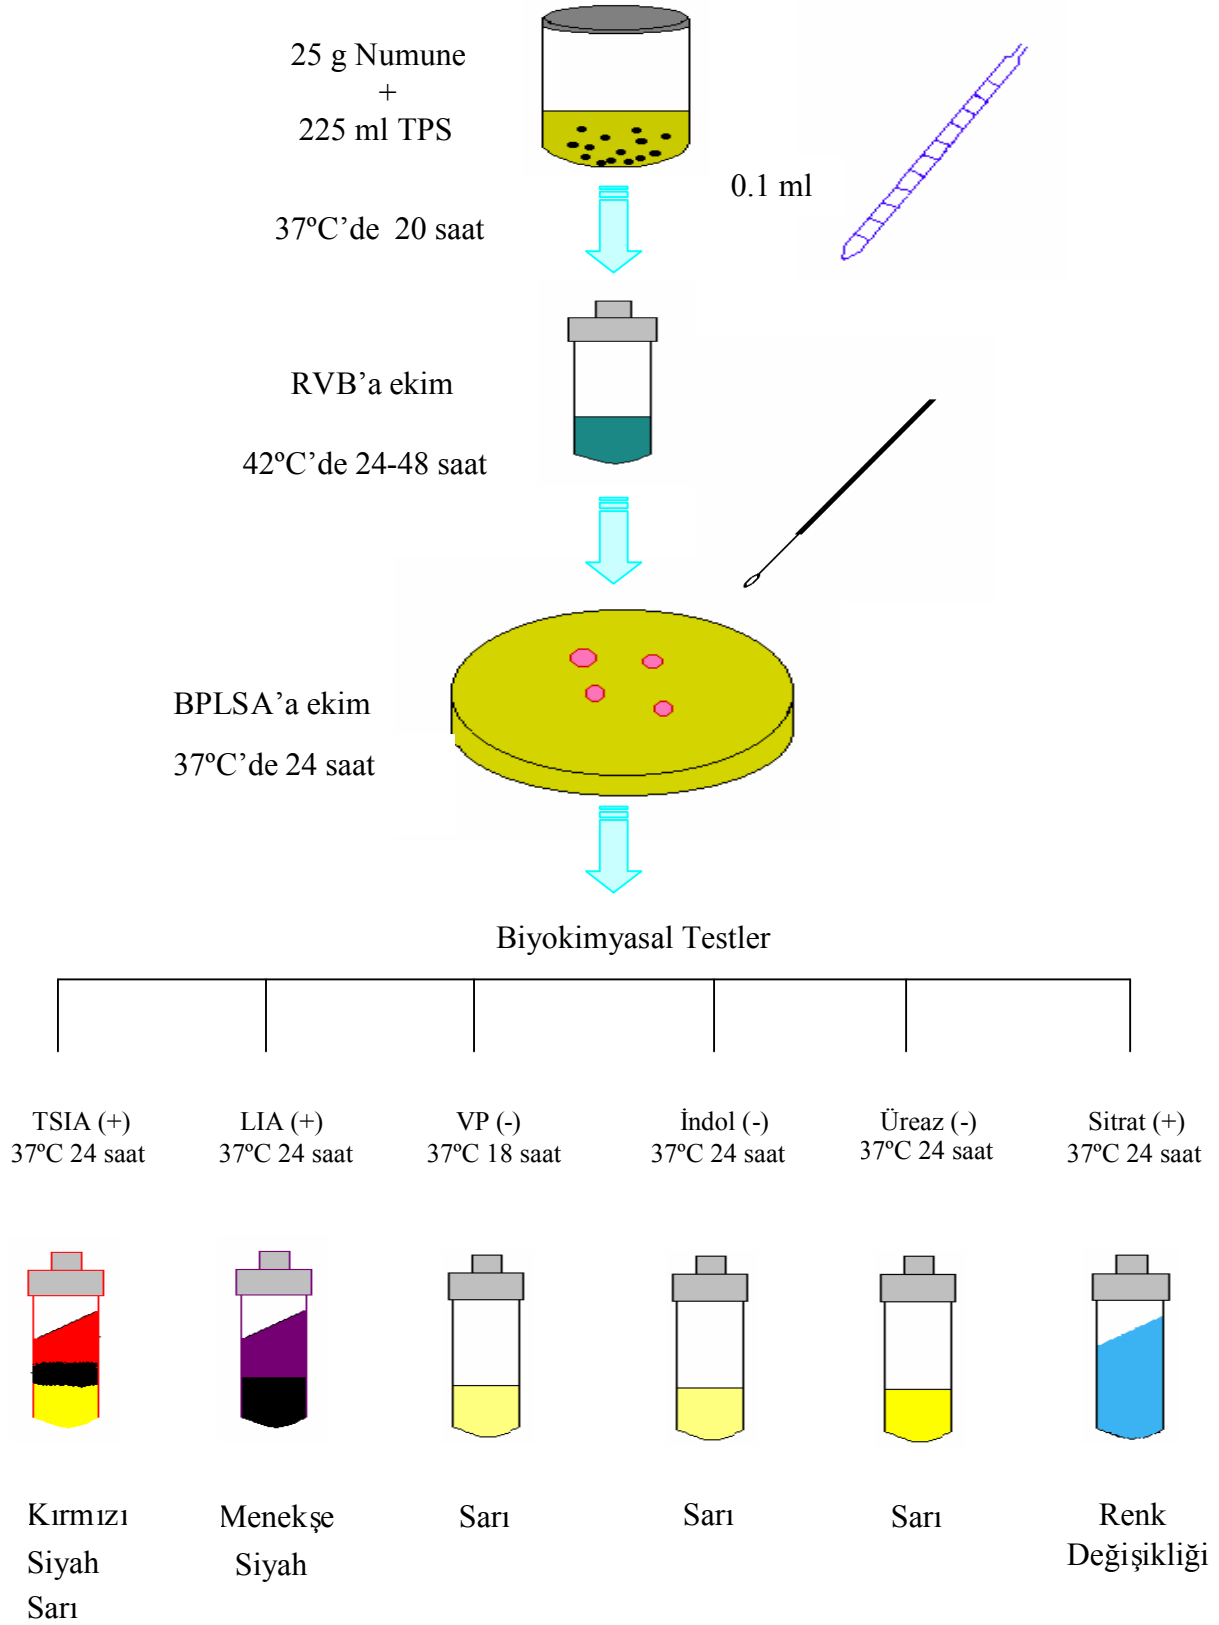 25 g Numune
+
225 ml TPS
0.1 ml
37ºC’de 20 saat
RVB’a ekim
42ºC’de 24-48 saat
BPLSA’a ekim
37ºC’de 24 saat
Biyokimyasal Testler
TSIA (+)
37ºC 24 saat
LIA (+)
37ºC 24 saat
VP (-)
37ºC 18 saat
İndol (-)
37ºC 24 saat
Üreaz (-)
37ºC 24 saat
Sitrat (+)
37ºC 24 saat
Kırmızı
Siyah
Sarı
Menekşe
Siyah
Sarı
Sarı
Sarı
Renk
Değişikliği